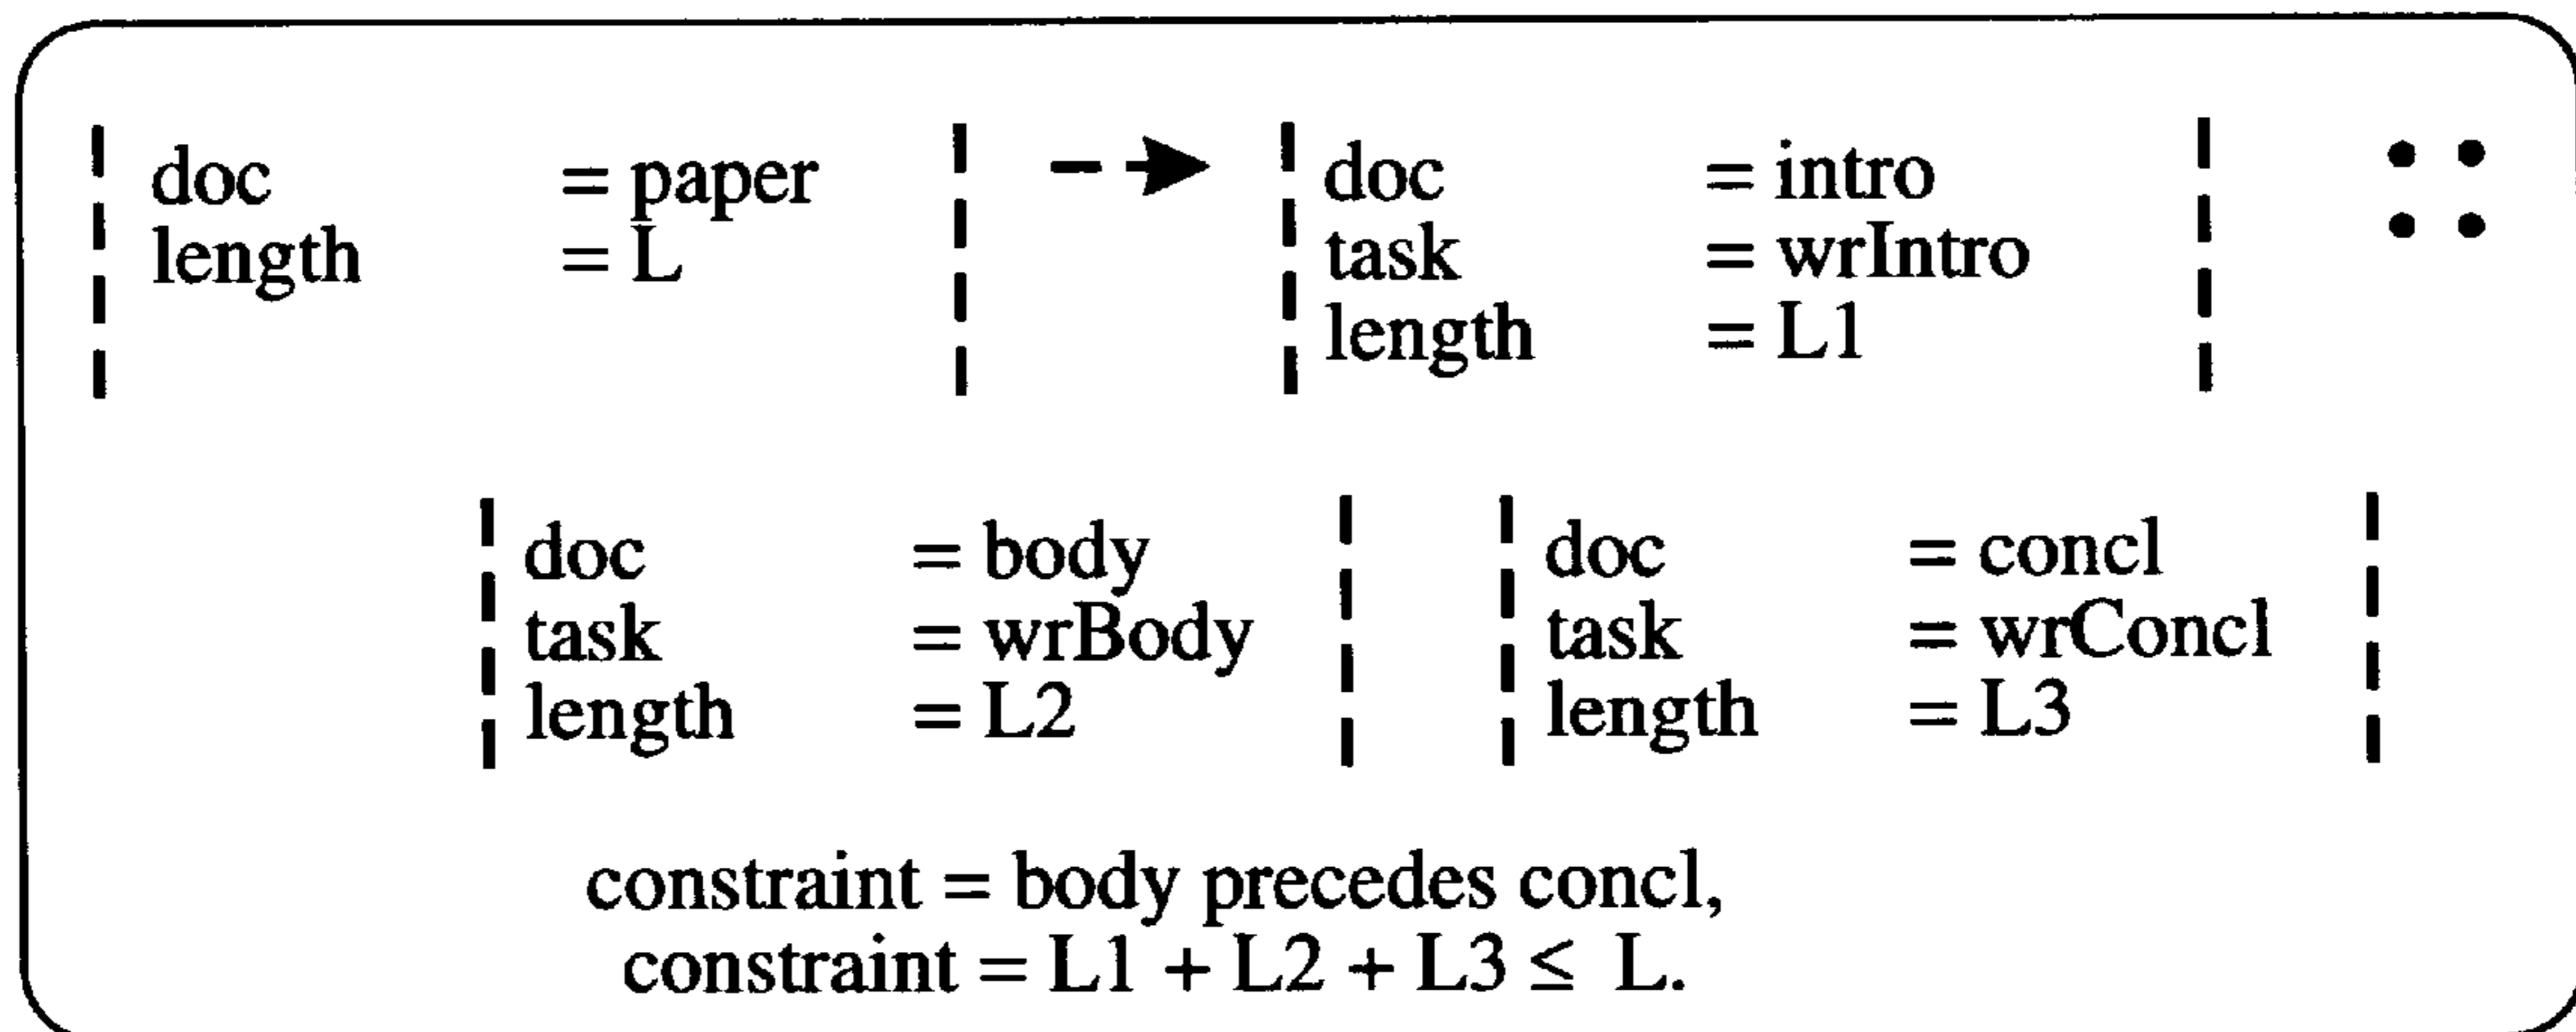 doc = paper doc = intro
length = L task = wrIntro
length = L1
doc = body doc = concl
task = wrBody task = wrConcl
length = L2 length = L3
constraint = body precedes concl,
constraint = L1 + L2 + L3 ≤ L.